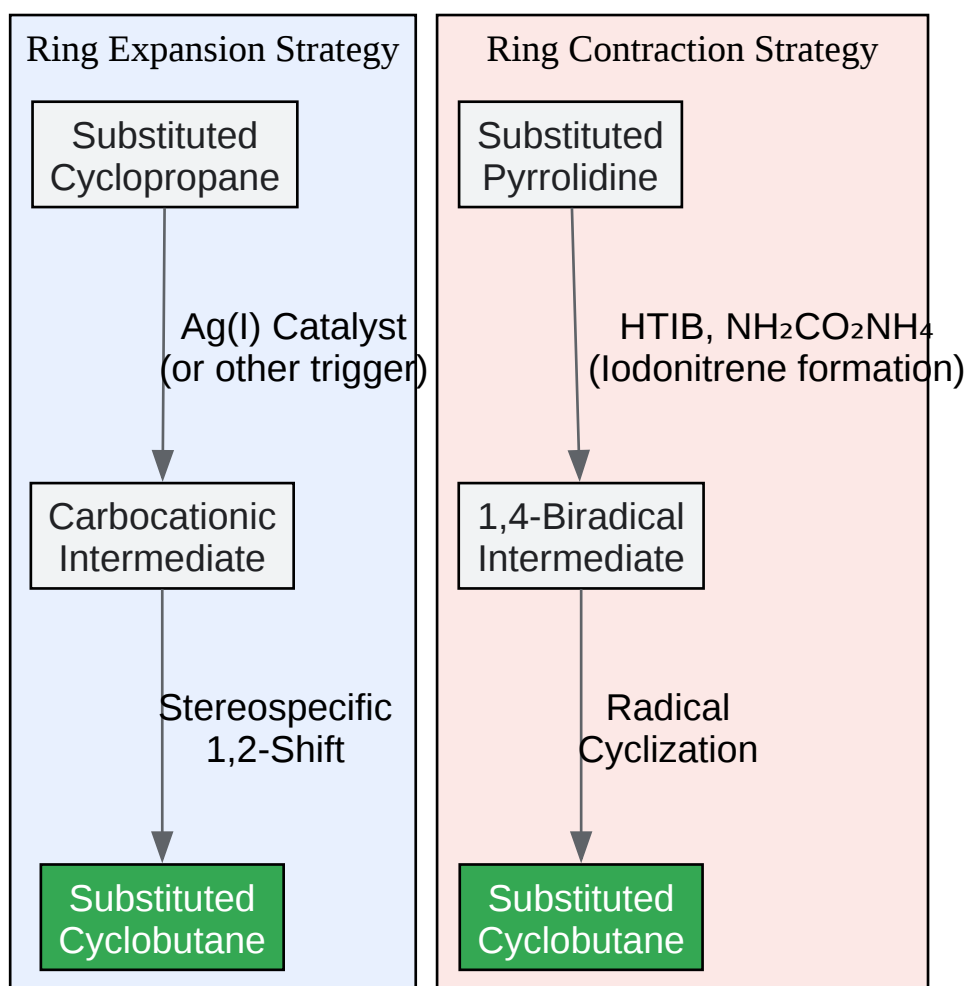 Ring Expansion Strategy
Substituted
Cyclopropane
Ag(I) Catalyst
(or other trigger)
Carbocationic
Intermediate
Stereospecific
1,2-Shift
Substituted
Cyclobutane
Ring Contraction Strategy
Substituted
Pyrrolidine
HTIB, NH₂CO₂NH₄
(Iodonitrene formation)
1,4-Biradical
Intermediate
Radical
Cyclization
Substituted
Cyclobutane